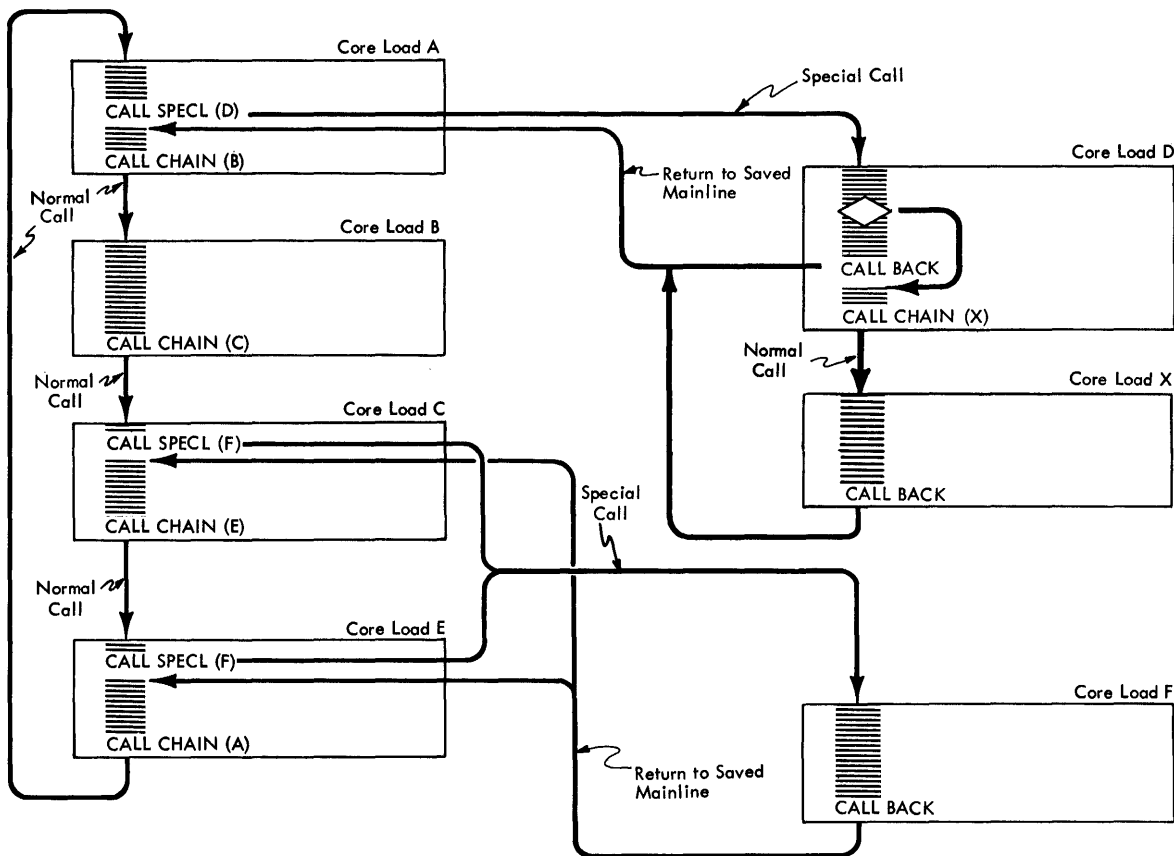 Core Load A
CALL SPECL (D)
CALL CHAIN (B)
Special Call
Return to Saved
Mainline
Core Load D
CALL BACK
CALL CHAIN (X)
Normal
Call
Normal
Call
Core Load B
CALL CHAIN (C)
Normal
Call
Core Load X
CALL BACK
Core Load C
CALL SPECL (F)
CALL CHAIN (E)
Special
Call
Normal
Call
Core Load E
CALL SPECL (F)
CALL CHAIN (A)
Return to Saved
Mainline
Core Load F
CALL BACK